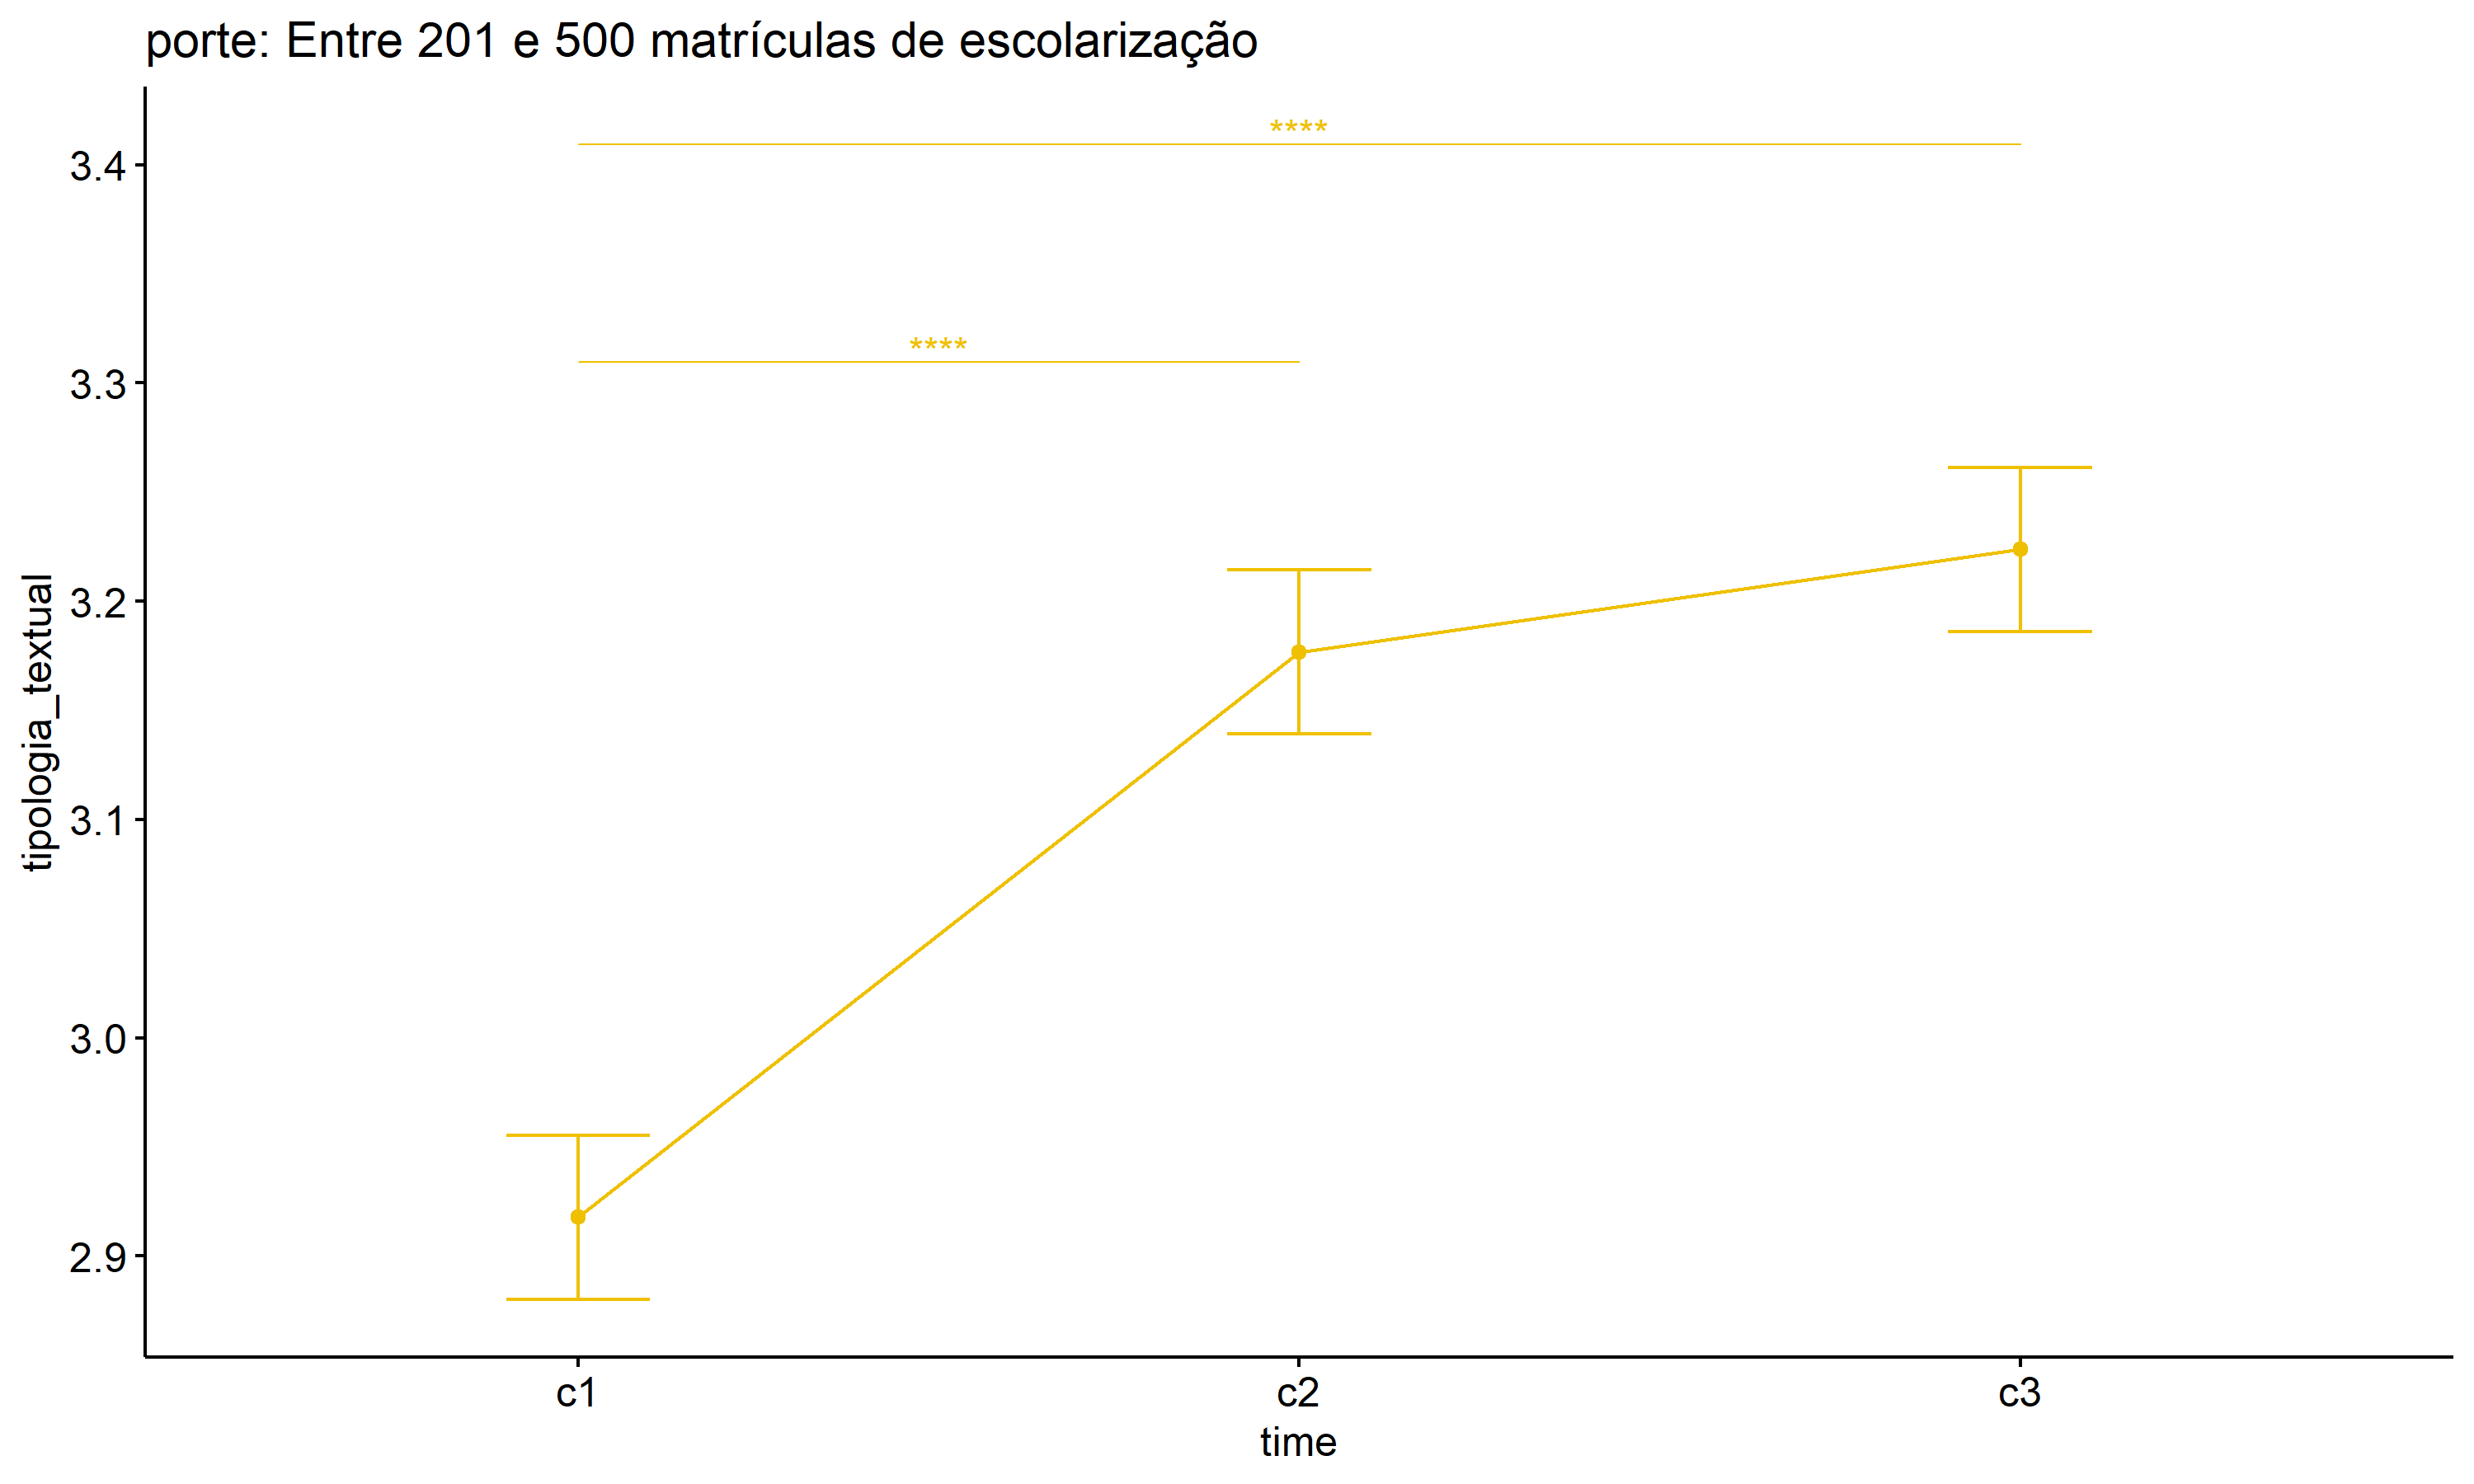 porte: Entre 201 e 500 matrículas de escolarização
****
3.4
****
3.3
3.2
3.1
3.0
2.9
tipologia_textual
c1 c2 c3
time